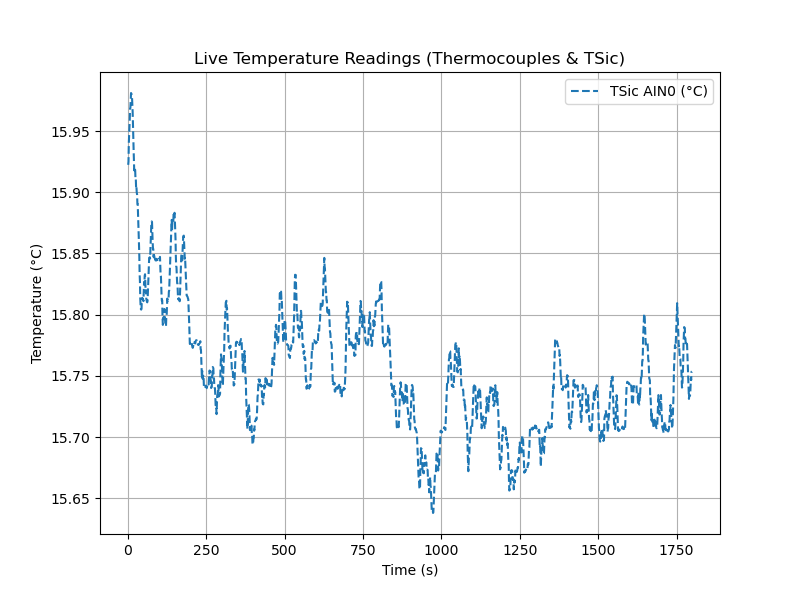 Live Temperature Readings (Thermocouples & TSic)
TSic AIN0 (°C)
15.95
15.90
15.85
15.80
15.75
15.70
15.65
Temperature (°C)
0 250 500 750 1000 1250 1500 1750
Time (s)